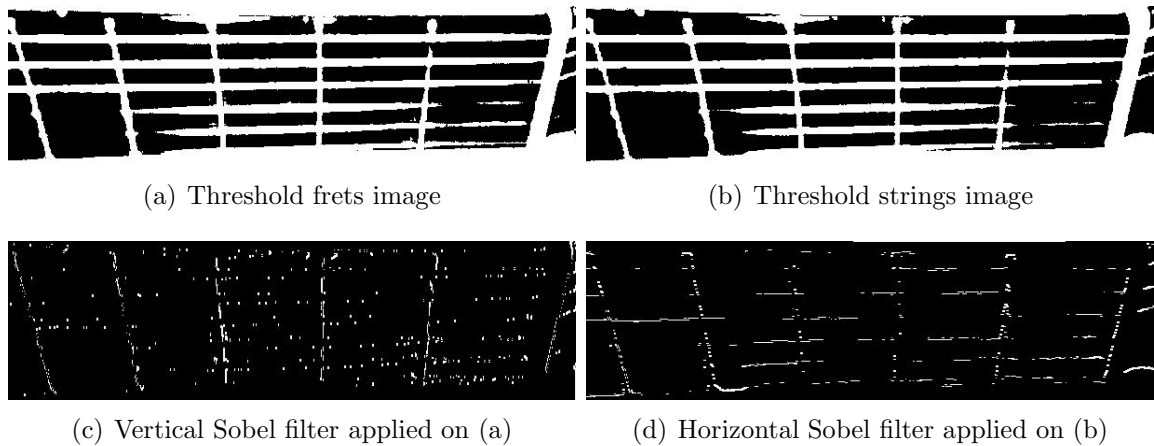 (a) Threshold frets image
(b) Threshold strings image
(c) Vertical Sobel filter applied on (a)
(d) Horizontal Sobel filter applied on (b)